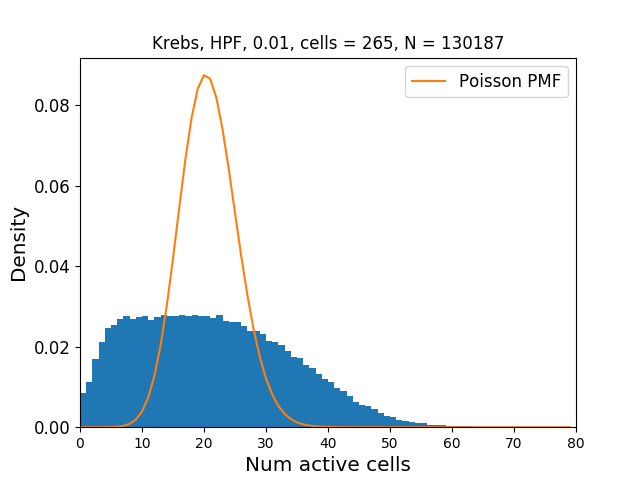 Krebs, HPF, 0.01, cells = 265, N = 130187
Poisson PMF
Density
0.08
0.06
0.04
0.02
0.00
0 10 20 30 40 50 60 70 80
Num active cells